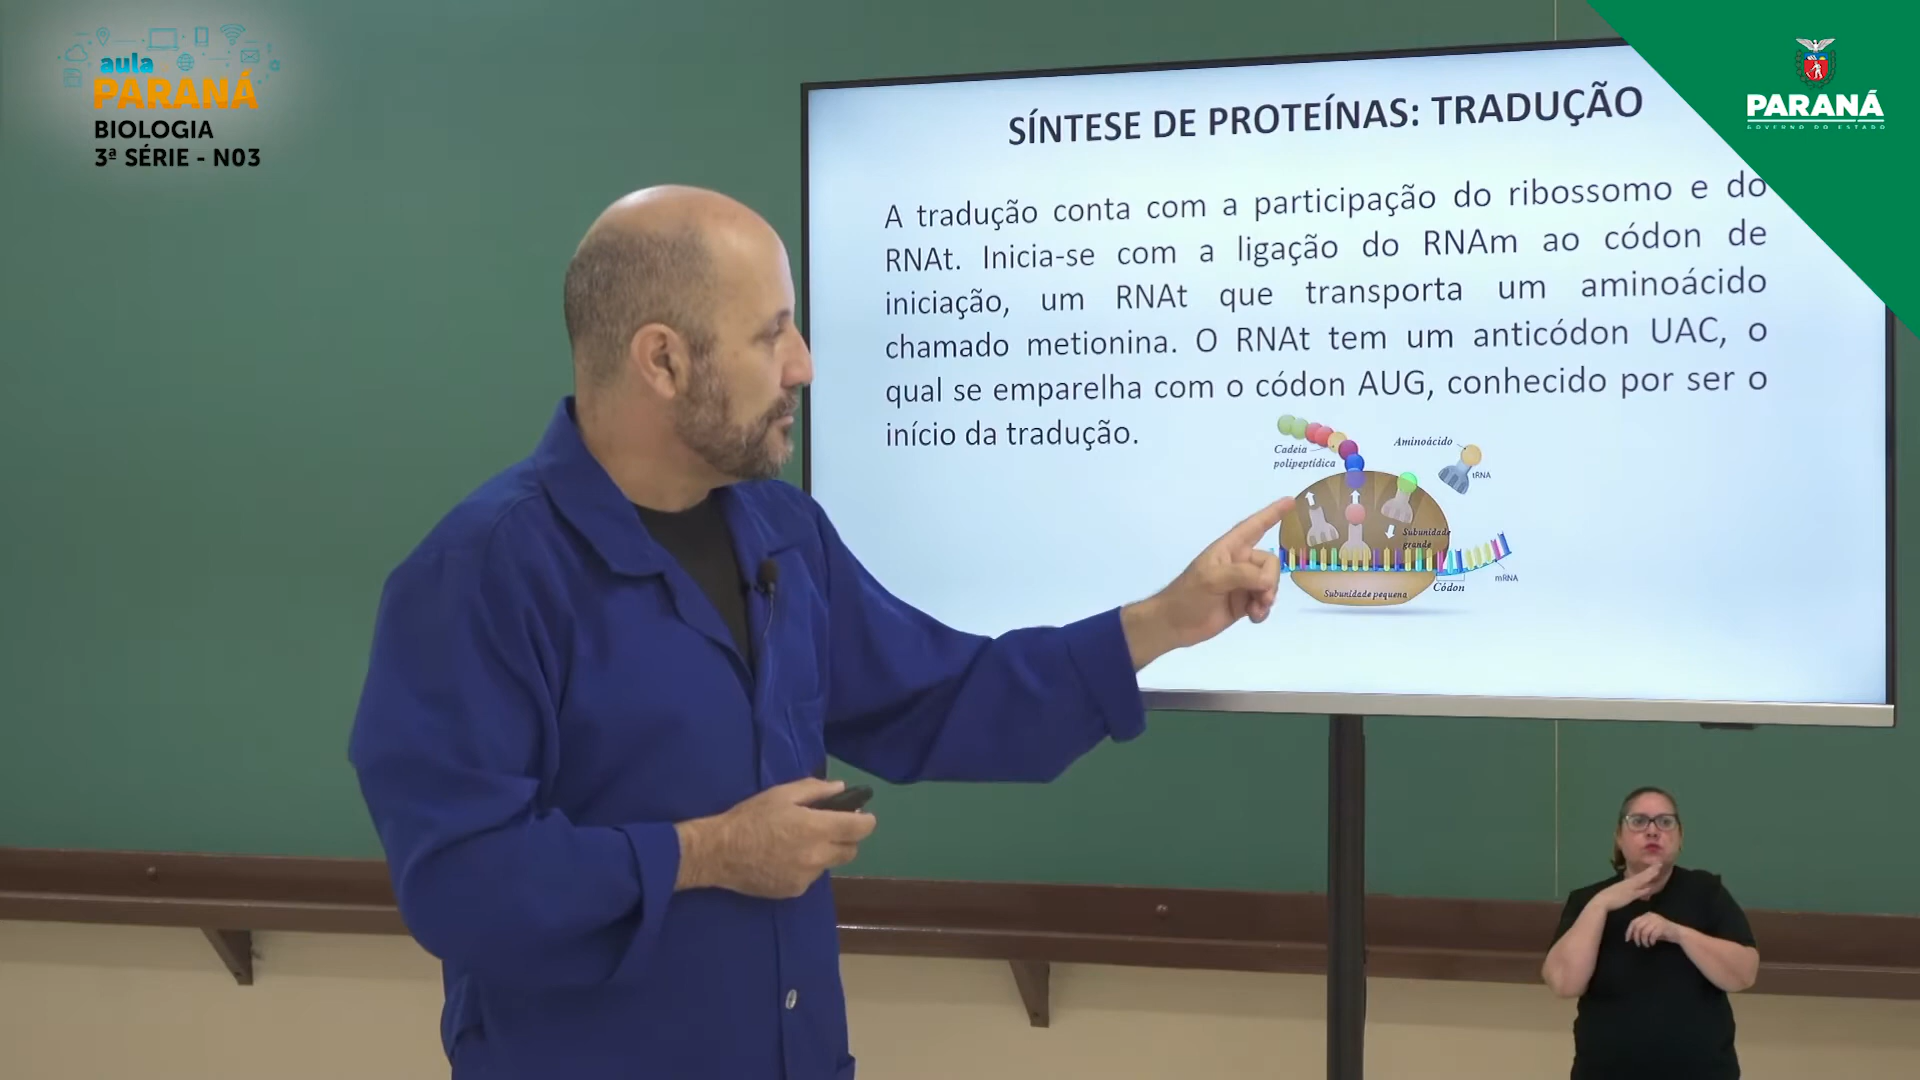 aula
PARANÁ
BIOLOGIA
3ª SÉRIE - N03
PARANÁ
GOVERNO DO ESTADO
SÍNTESE DE PROTEÍNAS: TRADUÇÃO
A tradução conta com a participação do ribossomo e do
RNAt. Inicia-se com a ligação do RNAm ao códon de
iniciação, um RNAt que transporta um aminoácido
chamado metionina. O RNAt tem um anticódon UAC, o
qual se emparelha com o códon AUG, conhecido por ser o
início da tradução.
Cadeia
polipeptídica
Aminoácido
tRNA
Subunidade
grande
mRNA
Códon
Subunidade pequena